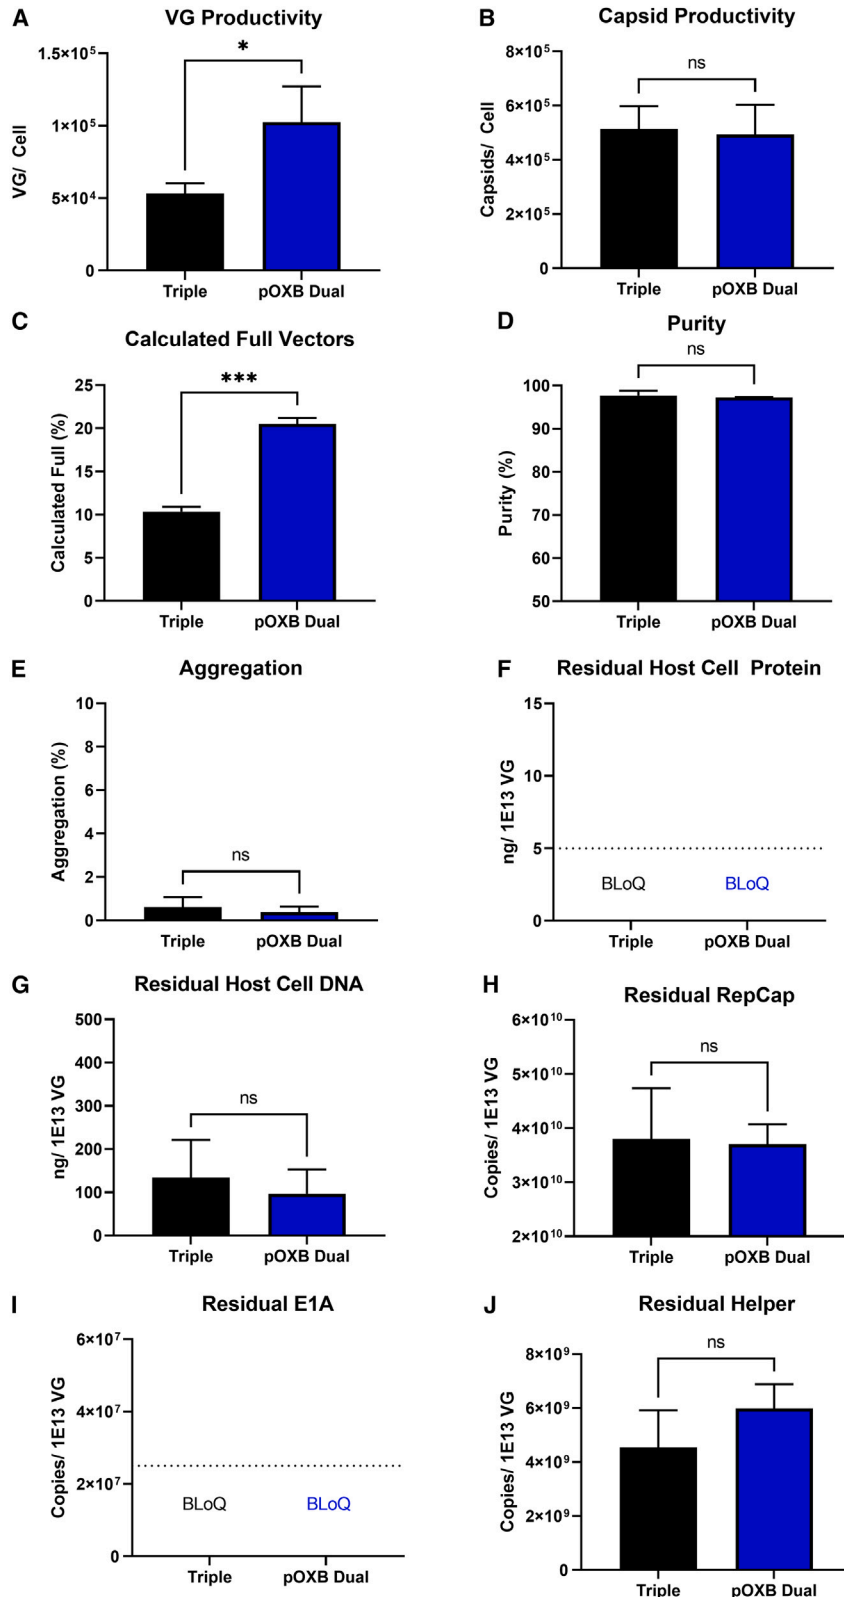 A
VG Productivity
*
1.5×10⁵
1×10⁵
5×10⁴
0
VG/ Cell
Triple
pOXB Dual
B
Capsid Productivity
ns
8×10⁵
6×10⁵
4×10⁵
2×10⁵
0
Capsids/ Cell
Triple
pOXB Dual
C
Calculated Full Vectors
***
25
20
15
10
5
0
Calculated Full (%)
Triple
pOXB Dual
D
Purity
ns
100
90
80
70
60
50
Purity (%)
Triple
pOXB Dual
E
Aggregation
10
8
6
4
2
0
Aggregation (%)
ns
Triple
pOXB Dual
F
Residual Host Cell Protein
15
10
5
0
ng/ 1E13 VG
BLoQ
BLoQ
Triple
pOXB Dual
G
Residual Host Cell DNA
500
400
300
200
100
0
ng/ 1E13 VG
ns
Triple
pOXB Dual
H
Residual RepCap
6×10¹⁰
5×10¹⁰
4×10¹⁰
3×10¹⁰
2×10¹⁰
Copies/ 1E13 VG
ns
Triple
pOXB Dual
I
Residual E1A
6×10⁷
4×10⁷
2×10⁷
0
Copies/ 1E13 VG
BLoQ
BLoQ
Triple
pOXB Dual
J
Residual Helper
ns
8×10⁹
6×10⁹
4×10⁹
2×10⁹
0
Copies/ 1E13 VG
Triple
pOXB Dual